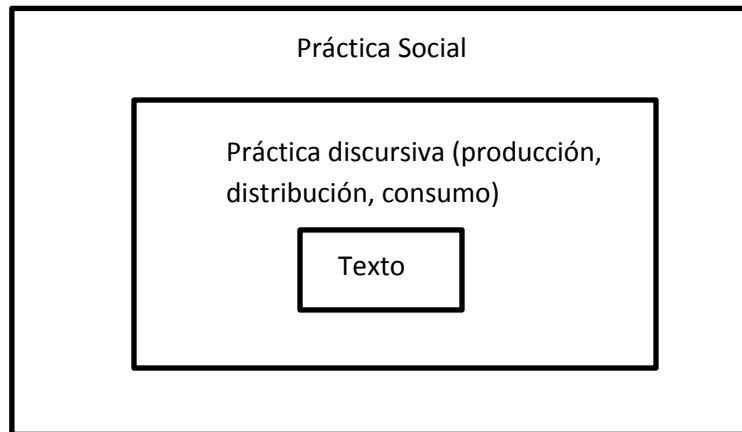 Práctica Social
Práctica discursiva (producción,
distribución, consumo)
Texto